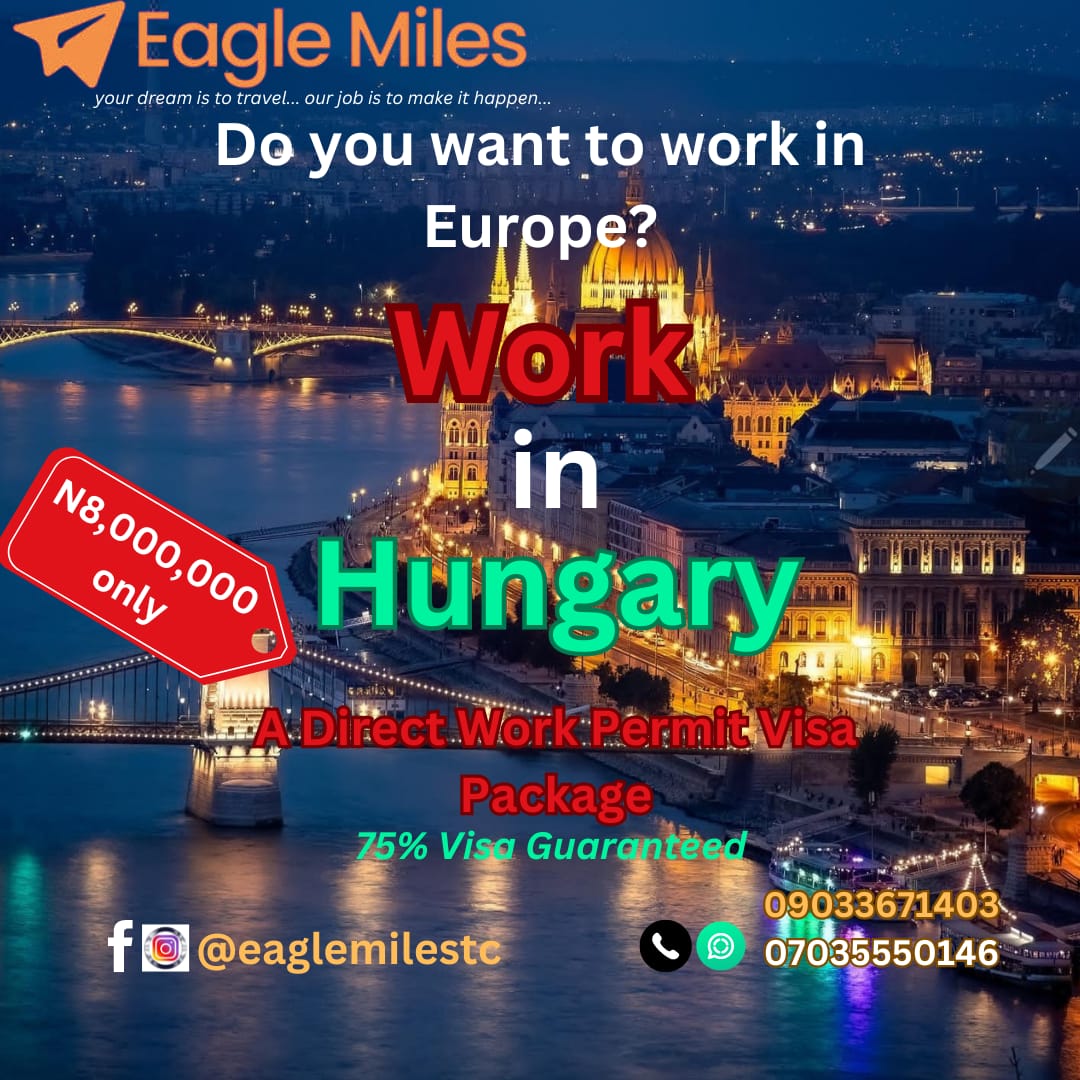 Eagle Miles
your dream is to travel... our job is to make it happen...
Do you want to work in
Europe?
Work
in
Hungary
N8,000,000
only
A Direct Work Permit Visa
Package
75% Visa Guaranteed
@eaglemilestc
09033671403
07035550146